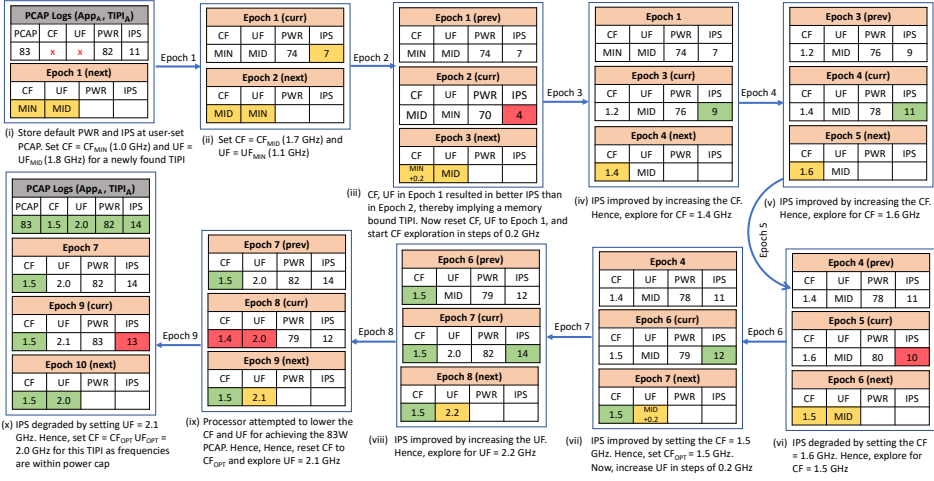 PCAP Logs (AppA, TIPIA)
PCAP CF UF PWR IPS
83 x x 82 11
Epoch 1 (next)
CF UF PWR IPS
MIN MID
(i) Store default PWR and IPS at user-set
PCAP. Set CF = CFMIN (1.0 GHz) and UF =
UFMID (1.8 GHz) for a newly found TIPI
Epoch 1
Epoch 1 (curr)
CF UF PWR IPS
MIN MID 74 7
Epoch 2 (next)
CF UF PWR IPS
MID MIN
(ii) Set CF = CFMID (1.7 GHz) and
UF = UFMIN (1.1 GHz)
Epoch 2
Epoch 1 (prev)
CF UF PWR IPS
MIN MID 74 7
Epoch 2 (curr)
CF UF PWR IPS
MID MIN 70 4
Epoch 3 (next)
CF UF PWR IPS
MIN
+0.2 MID
(iii) CF, UF in Epoch 1 resulted in better IPS than
in Epoch 2, thereby implying a memory
bound TIPI. Now reset CF, UF to Epoch 1, and
start CF exploration in steps of 0.2 GHz
Epoch 3
Epoch 1
CF UF PWR IPS
MIN MID 74 7
Epoch 3 (curr)
CF UF PWR IPS
1.2 MID 76 9
Epoch 4 (next)
CF UF PWR IPS
1.4 MID
(iv) IPS improved by increasing the CF.
Hence, explore for CF = 1.4 GHz
Epoch 4
Epoch 3 (prev)
CF UF PWR IPS
1.2 MID 76 9
Epoch 4 (curr)
CF UF PWR IPS
1.4 MID 78 11
Epoch 5 (next)
CF UF PWR IPS
1.6 MID
(v) IPS improved by increasing the CF.
Hence, explore for CF = 1.6 GHz
Epoch 5
Epoch 4 (prev)
CF UF PWR IPS
1.4 MID 78 11
Epoch 5 (curr)
CF UF PWR IPS
1.6 MID 80 10
Epoch 6 (next)
CF UF PWR IPS
1.5 MID
(vi) IPS degraded by setting the CF
= 1.6 GHz. Hence, explore for
CF = 1.5 GHz
Epoch 6
Epoch 4
CF UF PWR IPS
1.4 MID 78 11
Epoch 6 (curr)
CF UF PWR IPS
1.5 MID 79 12
Epoch 7 (next)
CF UF PWR IPS
1.5 MID
+0.2
(vii) IPS improved by setting the CF = 1.5
GHz. Hence, set CFOPT = 1.5 GHz.
Now, increase UF in steps of 0.2 GHz
Epoch 7
Epoch 6 (prev)
CF UF PWR IPS
1.5 MID 79 12
Epoch 7 (curr)
CF UF PWR IPS
1.5 2.0 82 14
Epoch 8 (next)
CF UF PWR IPS
1.5 2.2
(viii) IPS improved by increasing the UF.
Hence, explore for UF = 2.2 GHz
Epoch 8
Epoch 7 (prev)
CF UF PWR IPS
1.5 2.0 82 14
Epoch 8 (curr)
CF UF PWR IPS
1.4 2.0 79 12
Epoch 9 (next)
CF UF PWR IPS
1.5 2.1
(ix) Processor attempted to lower the
CF and UF for achieving the 83W
PCAP. Hence, Hence, reset CF to
CFOPT and explore UF = 2.1 GHz
Epoch 9
PCAP Logs (AppA, TIPIA)
PCAP CF UF PWR IPS
83 1.5 2.0 82 14
Epoch 7
CF UF PWR IPS
1.5 2.0 82 14
Epoch 9 (curr)
CF UF PWR IPS
1.5 2.1 83 13
Epoch 10 (next)
CF UF PWR IPS
1.5 2.0
(x) IPS degraded by setting UF = 2.1
GHz. Hence, set CF = CFOPT UFOPT =
2.0 GHz for this TIPI as frequencies
are within power cap